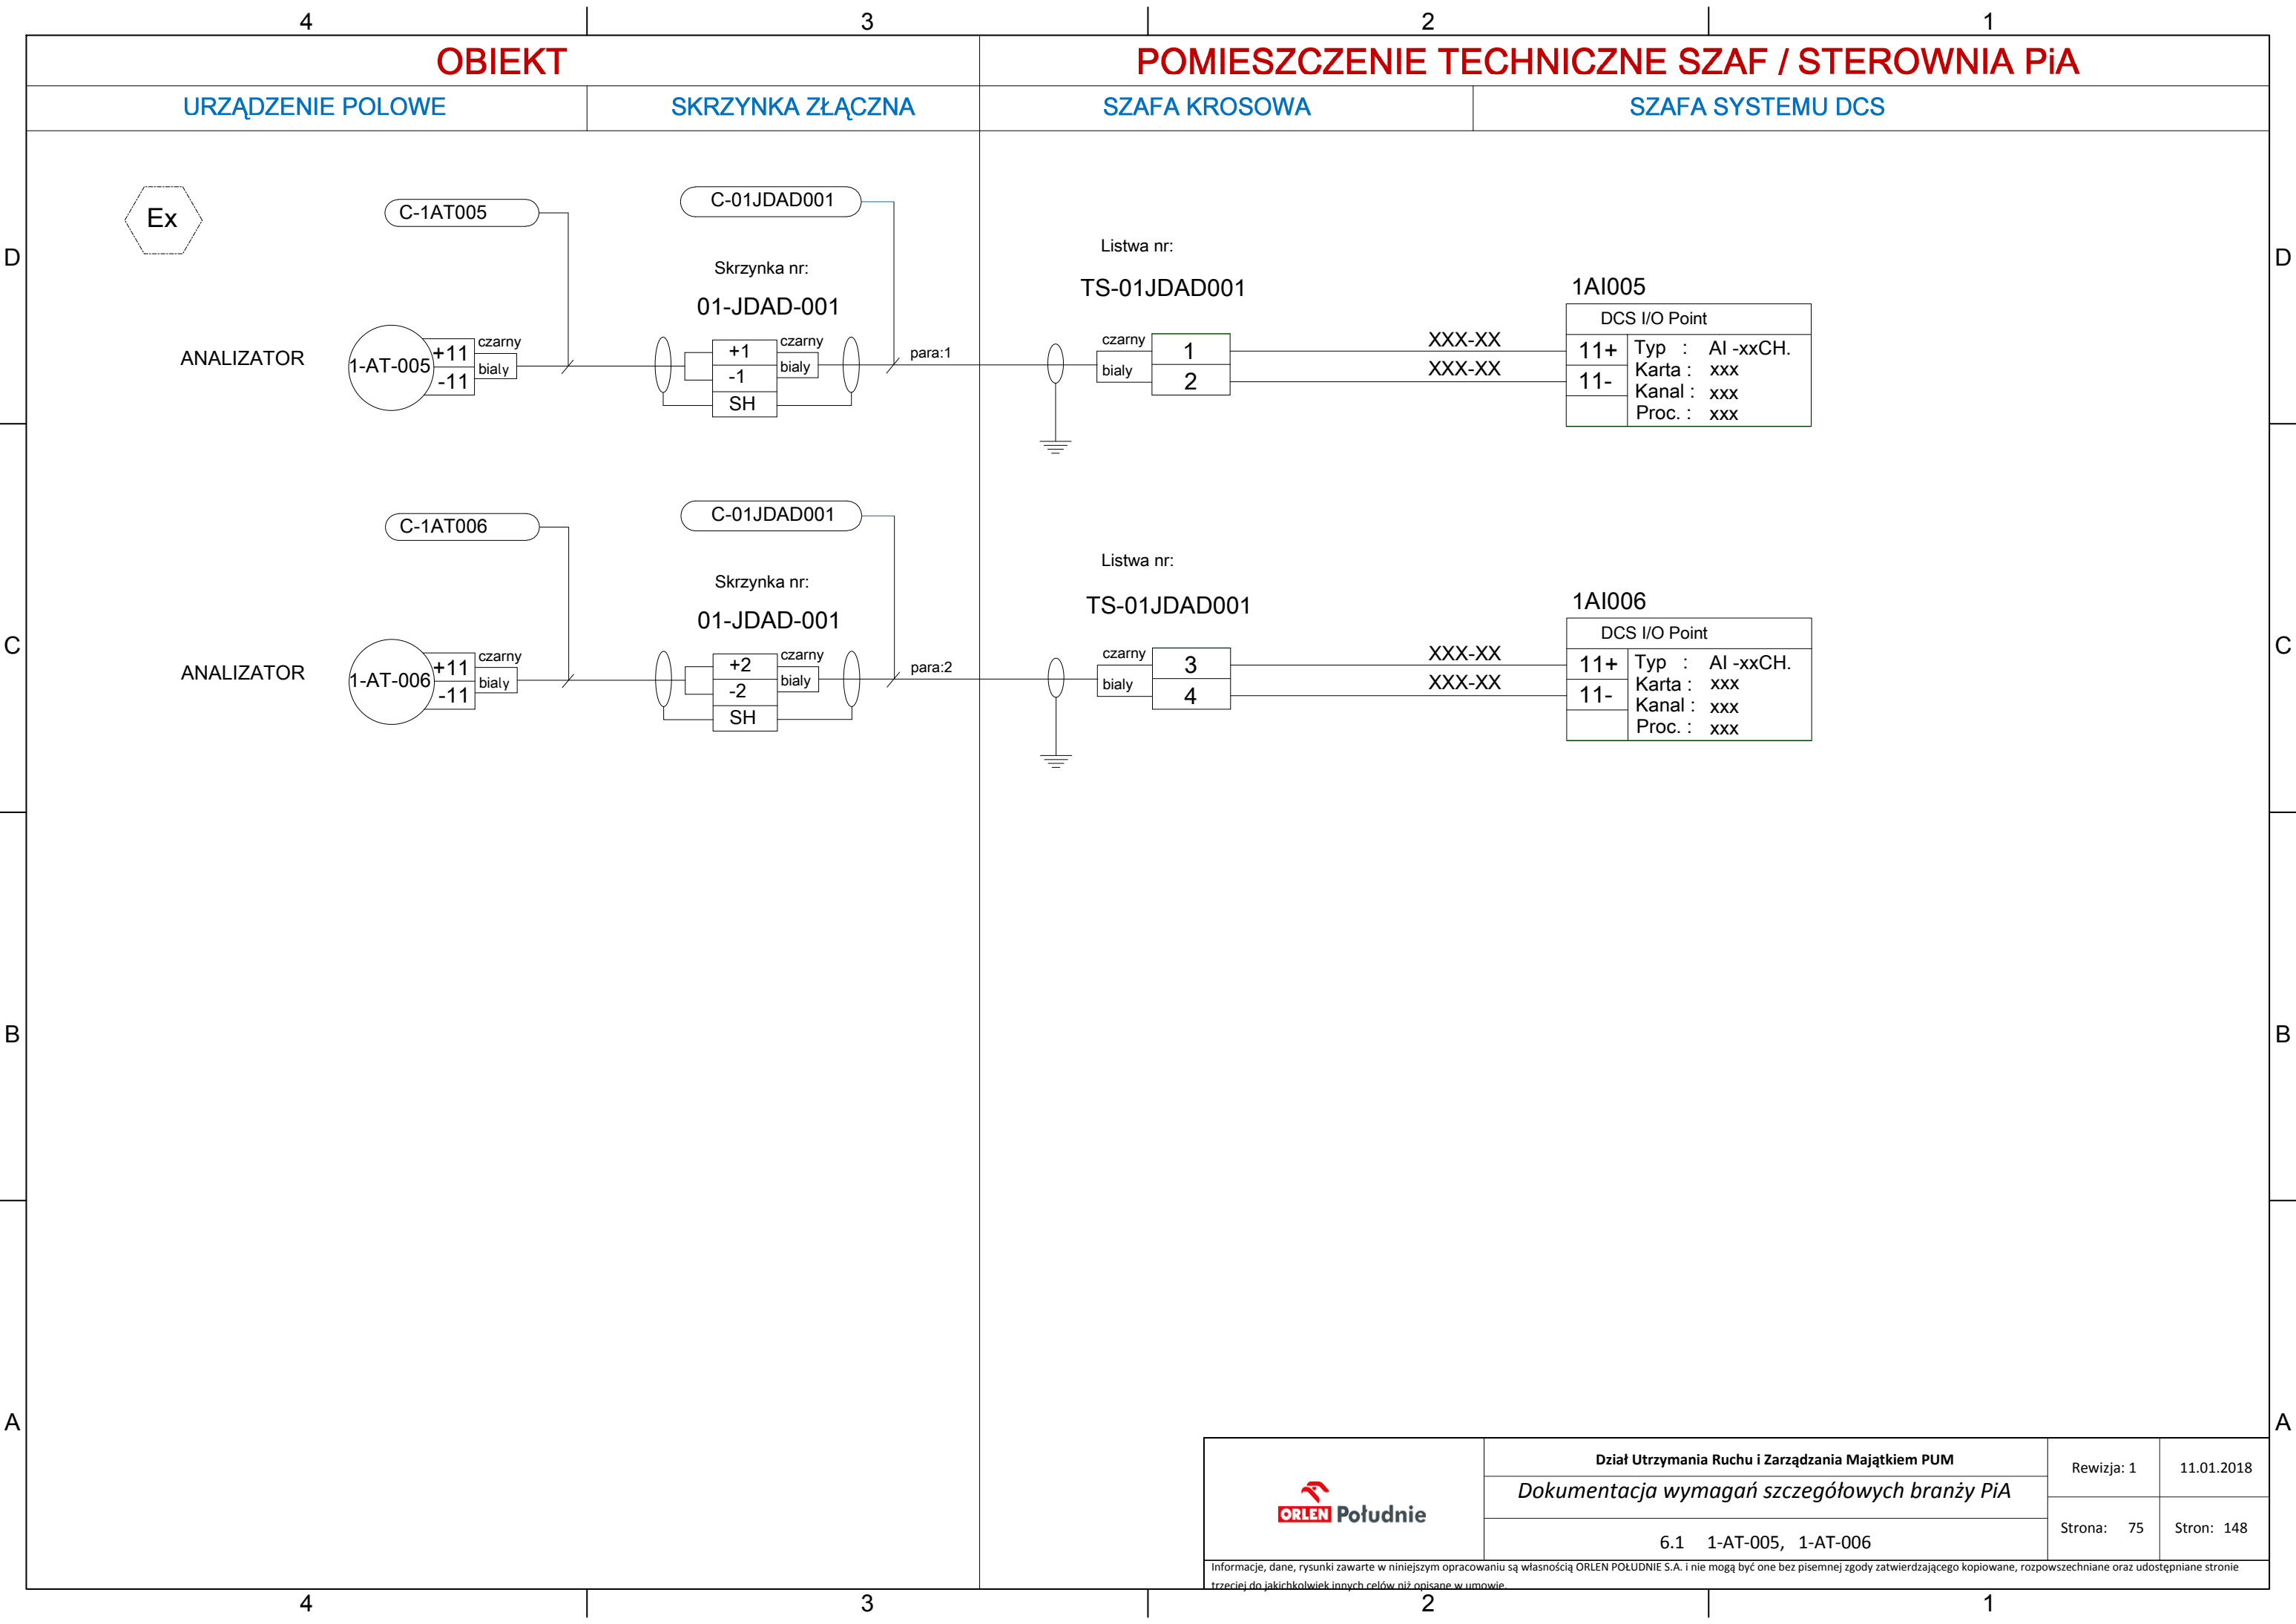 4 3 2 1
OBIEKT
POMIESZCZENIE TECHNICZNE SZAF / STEROWNIA PiA
URZĄDZENIE POLOWE
SKRZYNKA ZŁĄCZNA
SZAFA KROSOWA
SZAFA SYSTEMU DCS
D
D
Ex
C-1AT005
C-01JDAD001
Skrzynka nr:
01-JDAD-001
Listwa nr:
TS-01JDAD001
1AI005
DCS I/O Point
ANALIZATOR
1-AT-005
+11
-11
czarny
bialy
+1
-1
SH
czarny
bialy
para:1
czarny
bialy
1
2
XXX-XX
XXX-XX
11+
11-
Typ : AI -xxCH.
Karta : xxx
Kanal : xxx
Proc. : xxx
C-1AT006
C-01JDAD001
Skrzynka nr:
01-JDAD-001
Listwa nr:
TS-01JDAD001
1AI006
DCS I/O Point
C
C
ANALIZATOR
1-AT-006
+11
-11
czarny
bialy
+2
-2
SH
czarny
bialy
para:2
czarny
bialy
3
4
XXX-XX
XXX-XX
11+
11-
Typ : AI -xxCH.
Karta : xxx
Kanal : xxx
Proc. : xxx
B
B
A
A
ORLEN Południe
Dział Utrzymania Ruchu i Zarządzania Majątkiem PUM
Dokumentacja wymagań szczegółowych branży PiA
6.1 1-AT-005, 1-AT-006
Rewizja: 1
11.01.2018
Strona: 75
Stron: 148
Informacje, dane, rysunki zawarte w niniejszym opracowaniu są własnością ORLEN POŁUDNIE S.A. i nie mogą być one bez pisemnej zgody zatwierdzającego kopiowane, rozpowszechniane oraz udostępniane stronie
trzeciej do jakichkolwiek innych celów niż opisane w umowie.
4 3 2 1